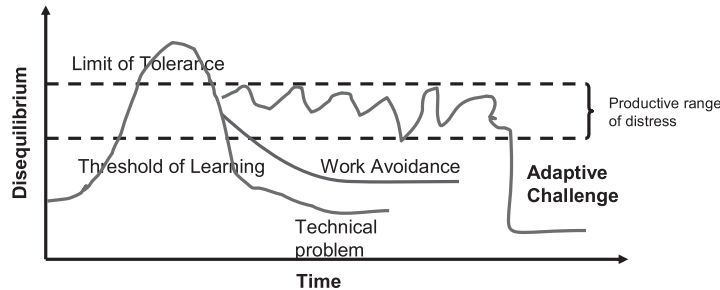 Limit of Tolerance
Disequilibrium
Productive range
of distress
Threshold of Learning
Work Avoidance
Adaptive
Challenge
Technical
problem
Time